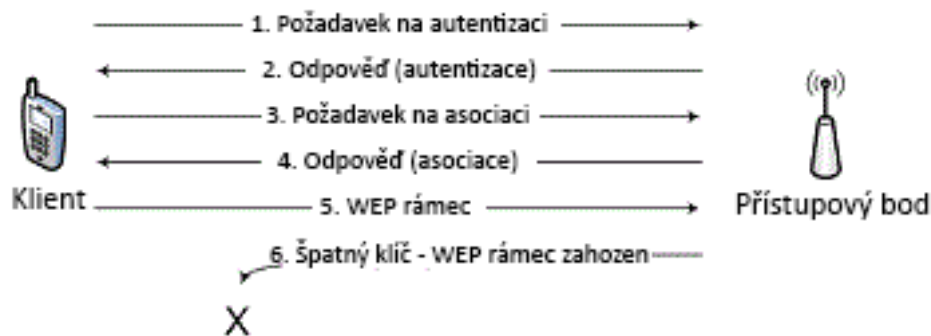 1. Požadavek na autentizaci
2. Odpověď (autentizace)
3. Požadavek na asociaci
4. Odpověď (asociace)
Klient
5. WEP rámec
Přístupový bod
6. Špatný klíč - WEP rámec zahozen
X